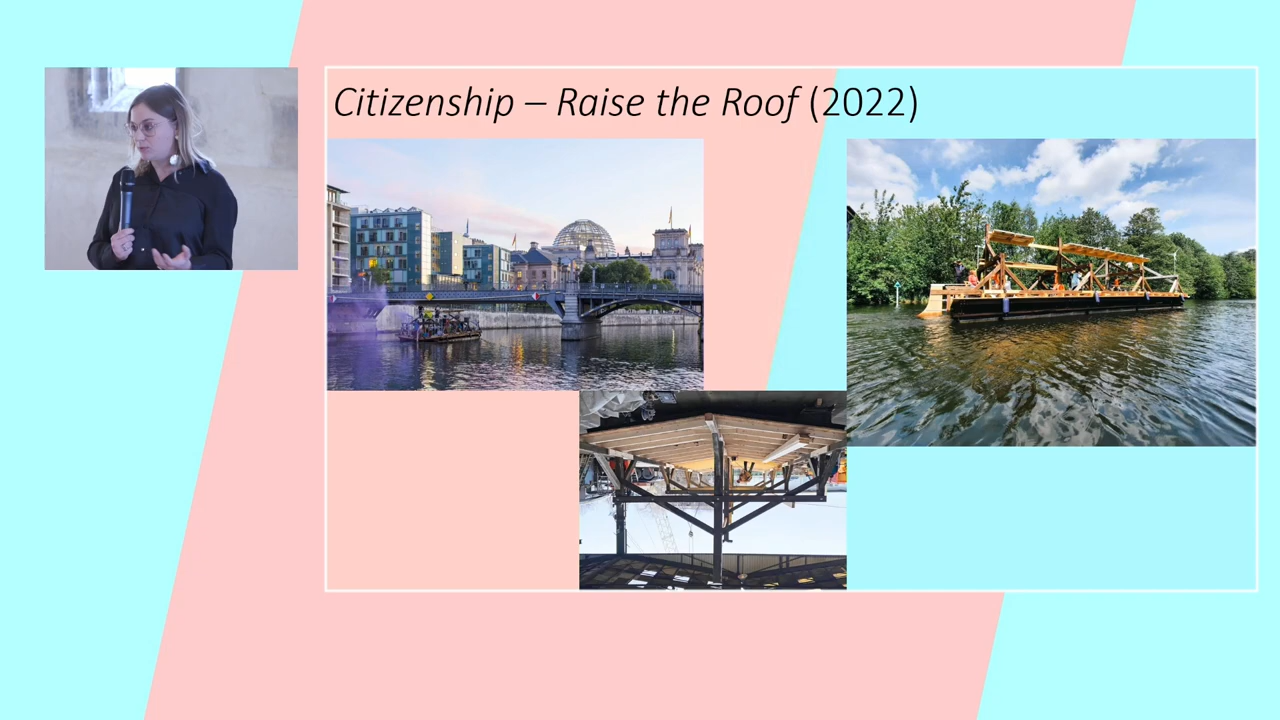 Citizenship – Raise the Roof (2022)